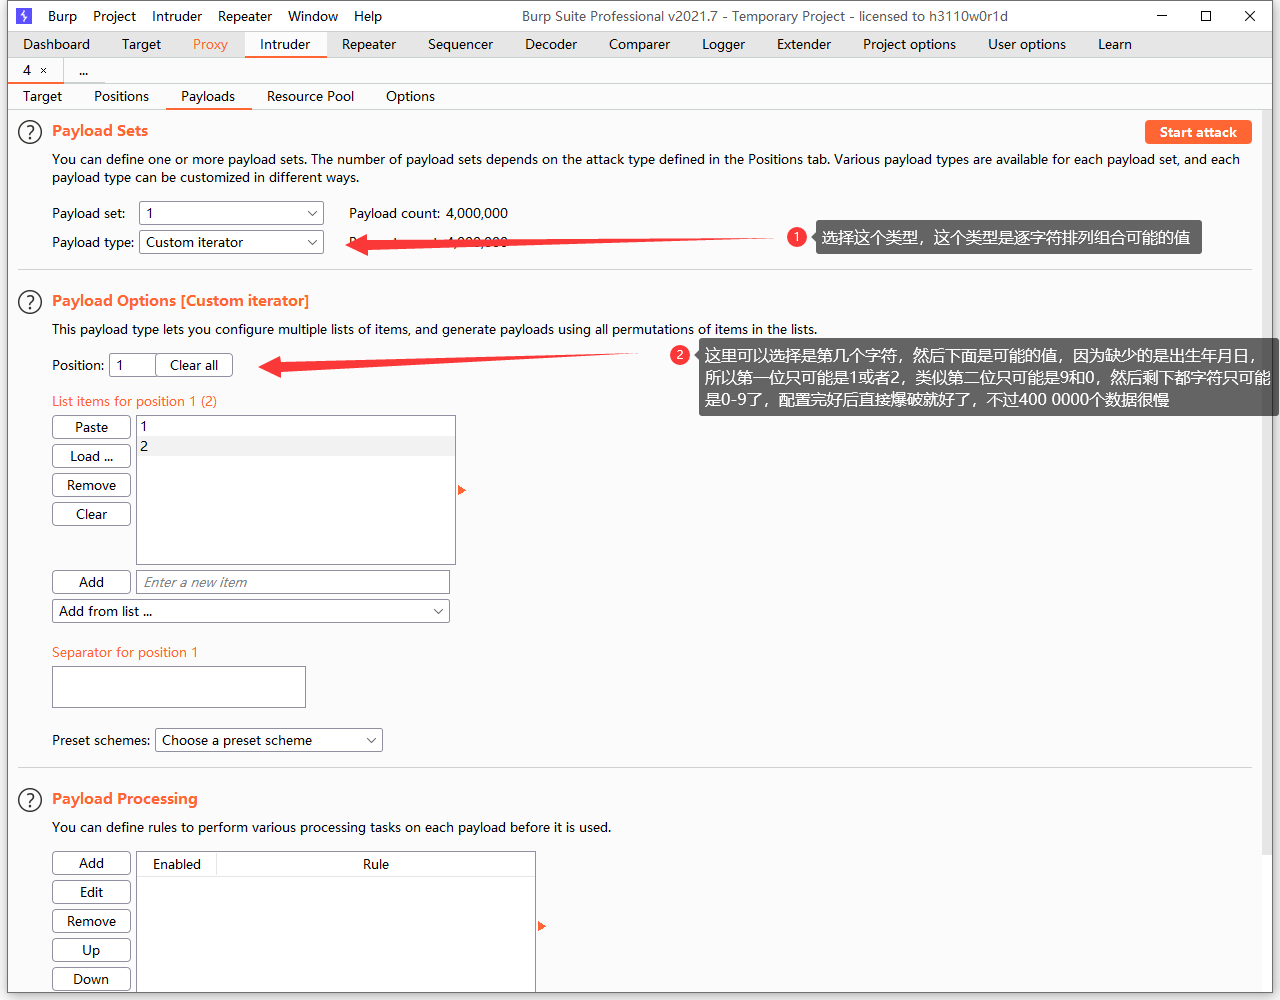 Burp Project Intruder Repeater Window Help Burp Suite Professional v2021.7 - Temporary Project - licensed to h3110w0r1d
Dashboard Target Proxy Intruder Repeater Sequencer Decoder Comparer Logger Extender Project options User options Learn
4 × ...
Target Positions Payloads Resource Pool Options
? Payload Sets Start attack
You can define one or more payload sets. The number of payload sets depends on the attack type defined in the Positions tab. Various payload types are available for each payload set, and each
payload type can be customized in different ways.
Payload set: 1 Payload count: 4,000,000
Payload type: Custom iterator
1 选择这个类型，这个类型是逐字符排列组合可能的值
? Payload Options [Custom iterator]
This payload type lets you configure multiple lists of items, and generate payloads using all permutations of items in the lists.
Position: 1 Clear all
2 这里可以选择是第几个字符，然后下面是可能的值，因为缺少的是出生年月日，
所以第一位只可能是1或者2，类似第二位只可能是9和0，然后剩下都字符只可能
是0-9了，配置完好后直接爆破就好了，不过400 0000个数据很慢
List items for position 1 (2)
Paste
Load ...
Remove
Clear
1
2
Add Enter a new item
Add from list ...
Separator for position 1
Preset schemes: Choose a preset scheme
? Payload Processing
You can define rules to perform various processing tasks on each payload before it is used.
Add
Edit
Remove
Up
Down
Enabled Rule